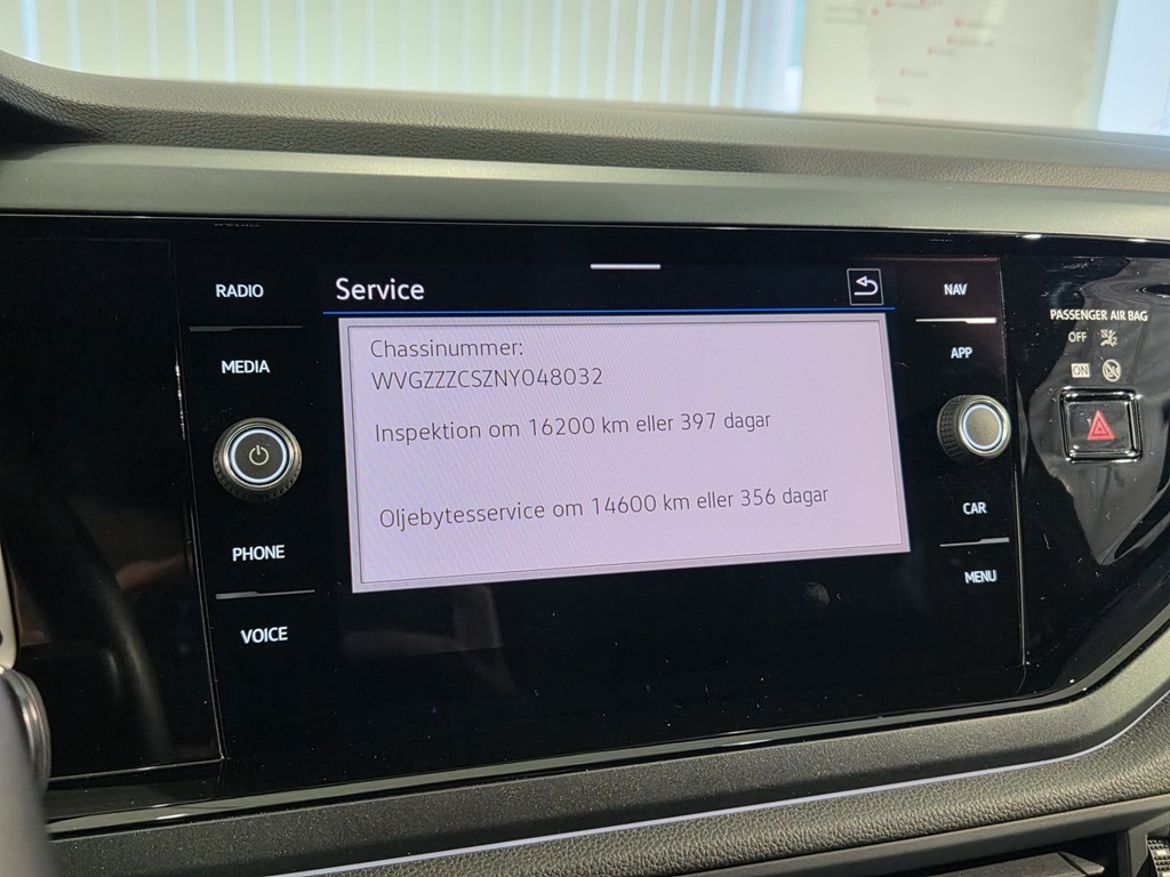 RADIO
MEDIA
PHONE
VOICE
Service
Chassinummer:
WVGZZZCSZNY048032
Inspektion om 16200 km eller 397 dagar
Oljebytesservice om 14600 km eller 356 dagar
NAV
APP
CAR
MENU
PASSENGER AIR BAG
OFF
ON